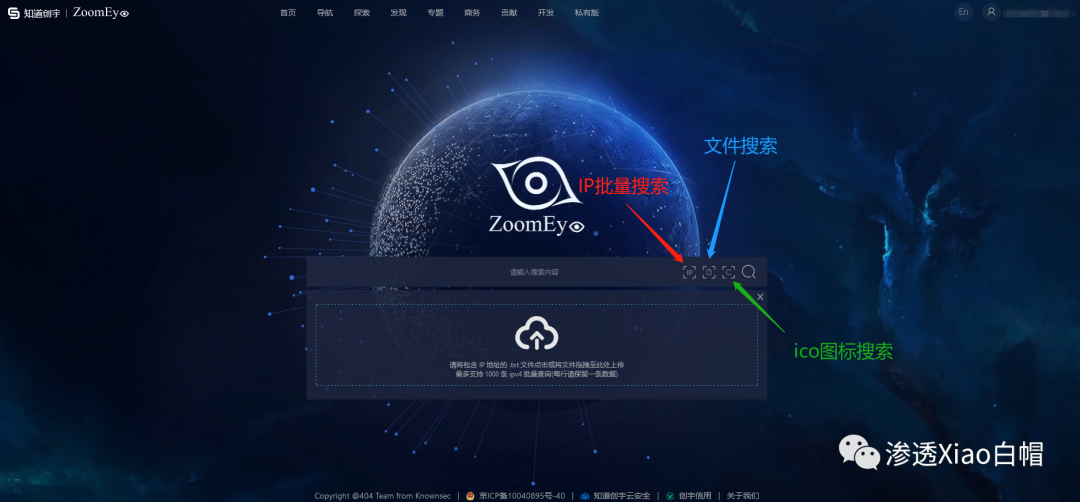 知道创宇 | ZoomEye
首页 导航 探索 发现 专题 商务 贡献 开发 私有版 En
文件搜索
IP批量搜索
ZoomEye
请输入搜索内容 IP D C
ico图标搜索
请将包含 IP 地址的 .txt 文件点击或将文件拖拽至此处上传
最多支持 1000 条 ipv4 批量查询(每行请保留一条数据)
渗透Xiao白帽
Copyright @404 Team from Knownsec | 京ICP备10040895号-40 | 知道创宇云安全 | 创宇信用 | 关于我们